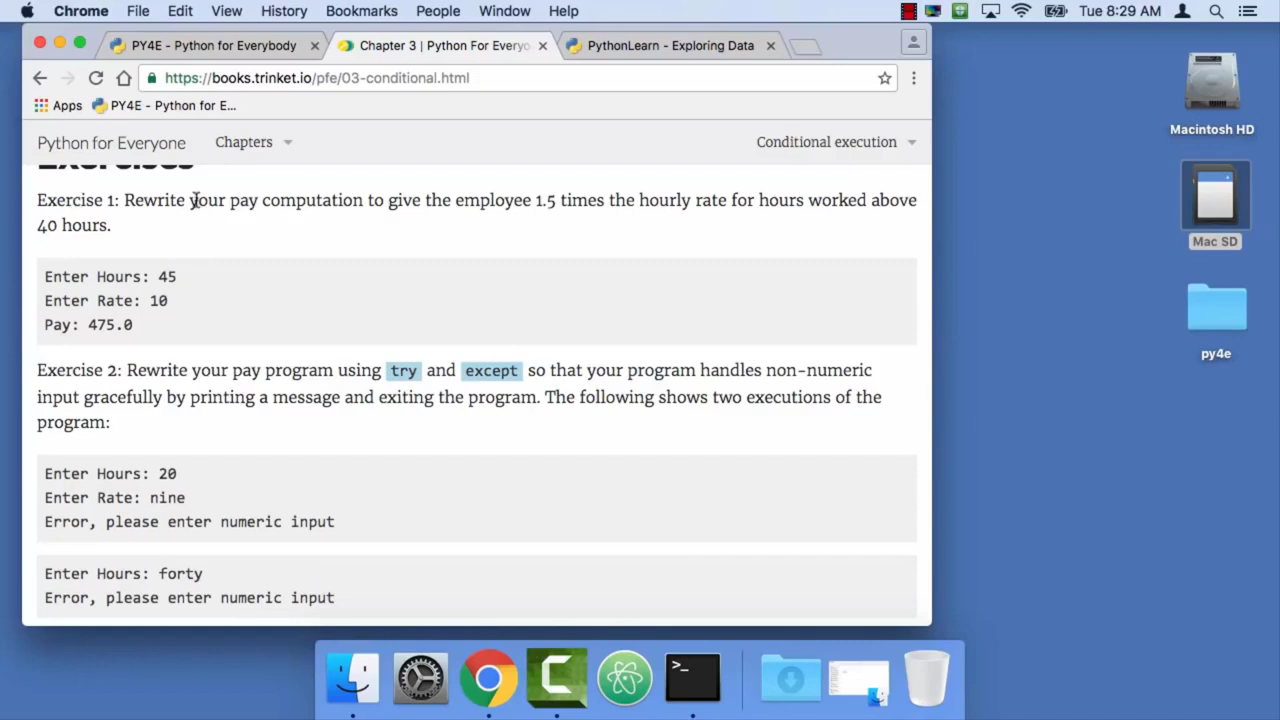 Chrome File Edit View History Bookmarks People Window Help Tue 8:29 AM
PY4E - Python for Everybody Chapter 3 | Python For Everyo PythonLearn - Exploring Data
https://books.trinket.io/pfe/03-conditional.html
Apps PY4E - Python for E...
Python for Everyone Chapters Conditional execution
Exercises
Exercise 1: Rewrite your pay computation to give the employee 1.5 times the hourly rate for hours worked above
40 hours.
Enter Hours: 45
Enter Rate: 10
Pay: 475.0
Exercise 2: Rewrite your pay program using try and except so that your program handles non-numeric
input gracefully by printing a message and exiting the program. The following shows two executions of the
program:
Enter Hours: 20
Enter Rate: nine
Error, please enter numeric input
Enter Hours: forty
Error, please enter numeric input
Macintosh HD
Mac SD
py4e